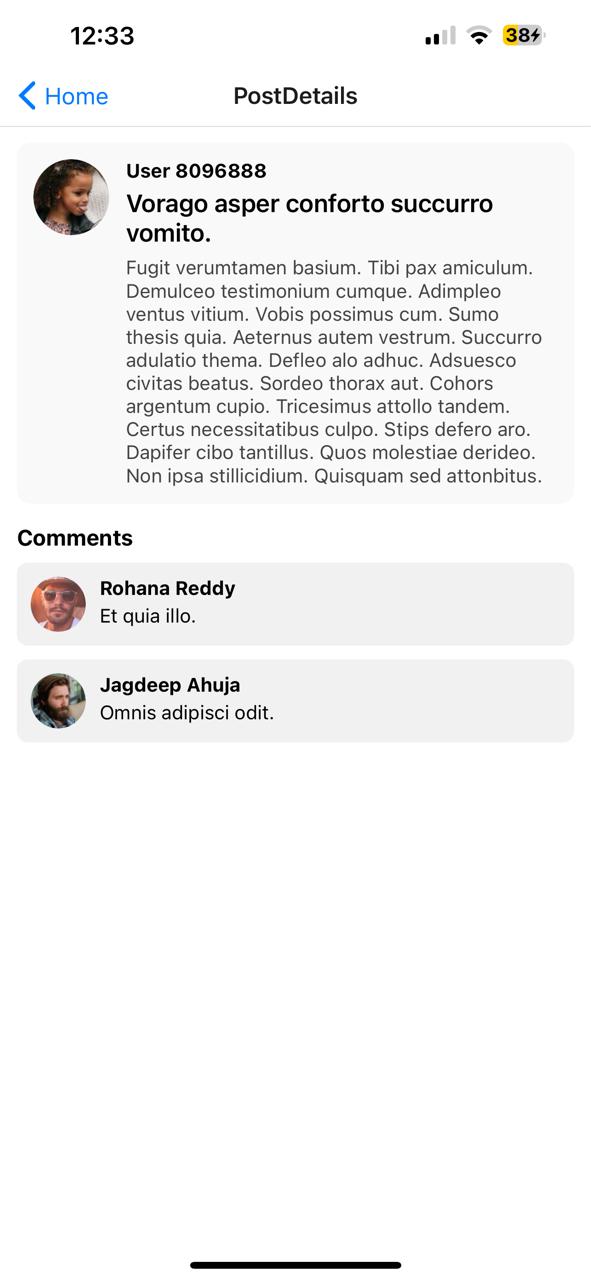 12:33
38
Home
PostDetails
User 8096888
Vorago asper conforto succurro
vomito.
Fugit verumtamen basium. Tibi pax amiculum.
Demulceo testimonium cumque. Adimpleo
ventus vitium. Vobis possimus cum. Sumo
thesis quia. Aeternus autem vestrum. Succurro
adulatio thema. Defleo alo adhuc. Adsuesco
civitas beatus. Sordeo thorax aut. Cohors
argentum cupio. Tricesimus attollo tandem.
Certus necessitatibus culpo. Stips defero aro.
Dapifer cibo tantillus. Quos molestiae derideo.
Non ipsa stillicidium. Quisquam sed attonbitus.
Comments
Rohana Reddy
Et quia illo.
Jagdeep Ahuja
Omnis adipisci odit.